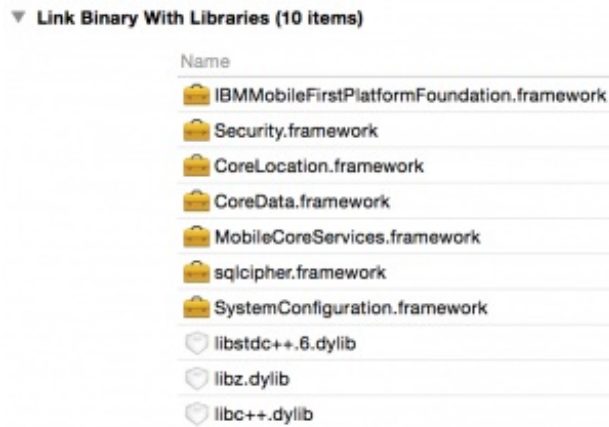 Link Binary With Libraries (10 items)
Name
IBMMobileFirstPlatformFoundation.framework
Security.framework
CoreLocation.framework
CoreData.framework
MobileCoreServices.framework
sqlcipher.framework
SystemConfiguration.framework
libstdc++.6.dylib
libz.dylib
libc++.dylib